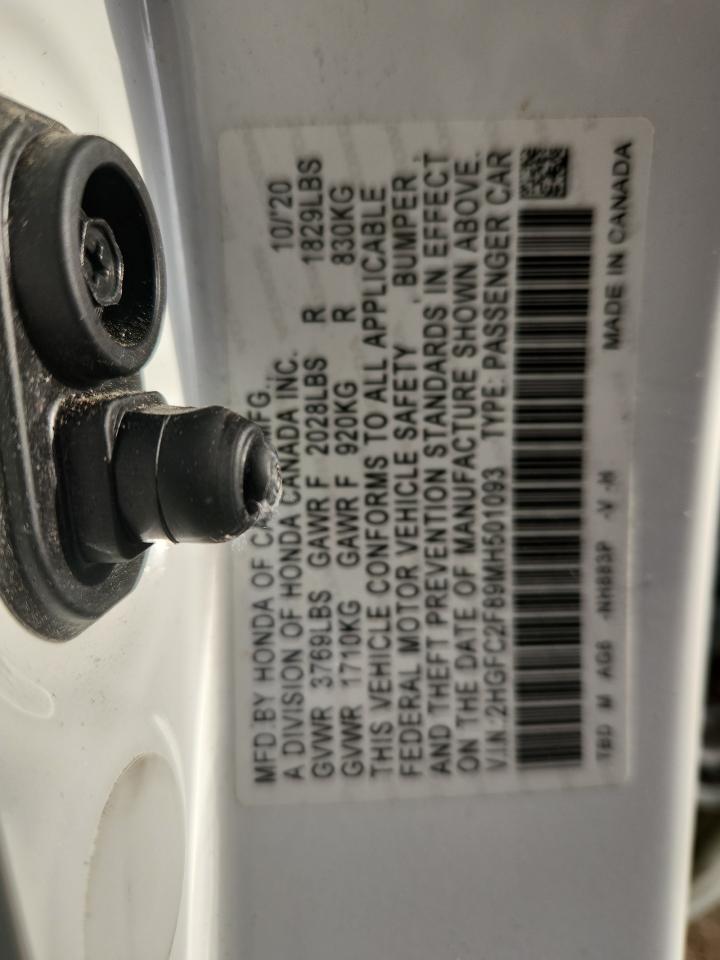 MFD.BY HONDA OF CA MFG. 10/'20
A DIVISION OF HONDA CANADA INC.
GVWR 3769LBS GAWR F 2028LBS R 1829LBS
GVWR 1710KG GAWR F 920KG R 830KG
THIS VEHICLE CONFORMS TO ALL APPLICABLE
FEDERAL MOTOR VEHICLE SAFETY , BUMPER ,
AND THEFT PREVENTION STANDARDS IN EFFECT
ON THE DATE OF MANUFACTURE SHOWN ABOVE.
V.I.N.:2HGFC2F89MH501093 TYPE: PASSENGER CAR
AG6 -NH883P -V -H MADE IN CANADA